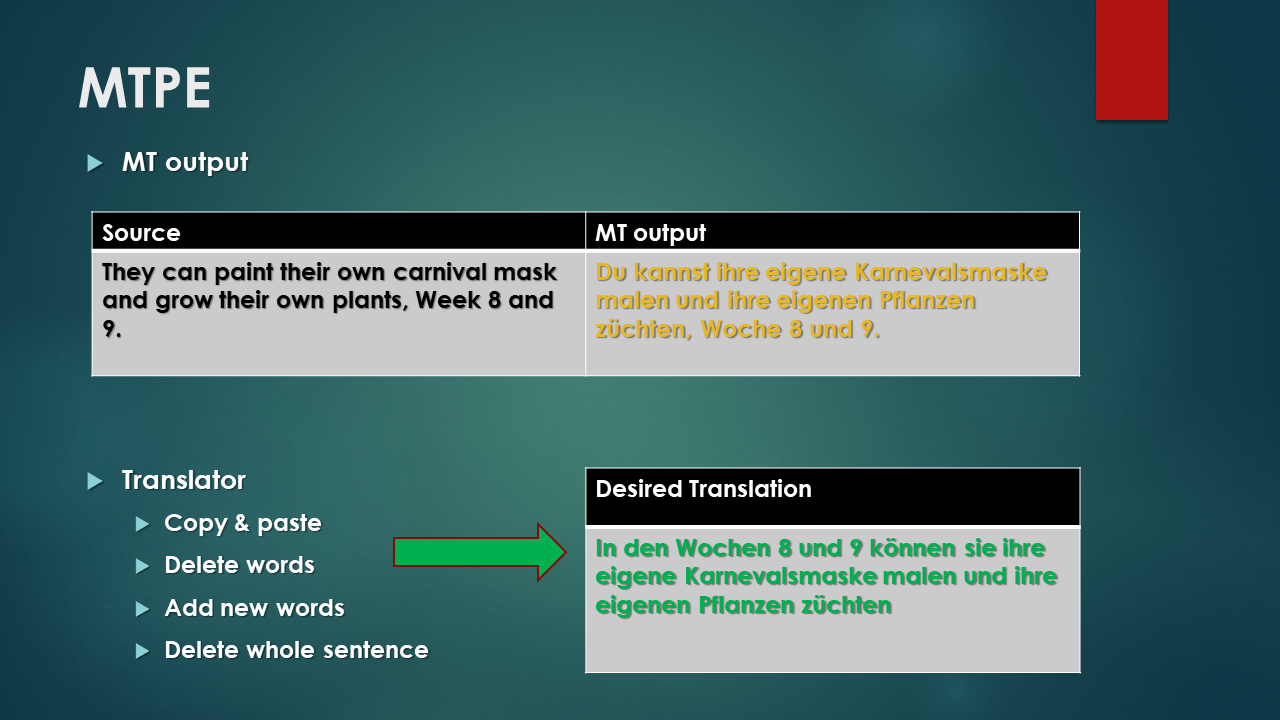 MTPE
MT output
Source
MT output
They can paint their own carnival mask
and grow their own plants, Week 8 and
9.
Du kannst ihre eigene Karnevalsmaske
malen und ihre eigenen Pflanzen
züchten, Woche 8 und 9.
Translator
Copy & paste
Delete words
Add new words
Delete whole sentence
Desired Translation
In den Wochen 8 und 9 können sie ihre
eigene Karnevalsmaske malen und ihre
eigenen Pflanzen züchten